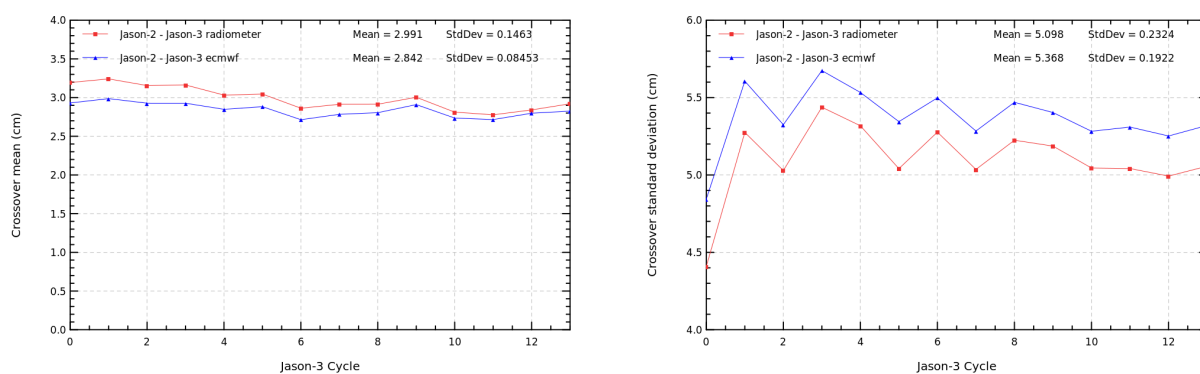 4.0
Jason-2 - Jason-3 radiometer Mean = 2.991 StdDev = 0.1463
3.5
Jason-2 - Jason-3 ecmwf Mean = 2.842 StdDev = 0.08453
3.0
2.5
2.0
1.5
1.0
0.5
0.0
0 2 4 6 8 10 12
Jason-3 Cycle
Crossover mean (cm)
6.0
Jason-2 - Jason-3 radiometer Mean = 5.098 StdDev = 0.2324
Jason-2 - Jason-3 ecmwf Mean = 5.368 StdDev = 0.1922
5.5
5.0
4.5
4.0
0 2 4 6 8 10 12
Jason-3 Cycle
Crossover standard deviation (cm)